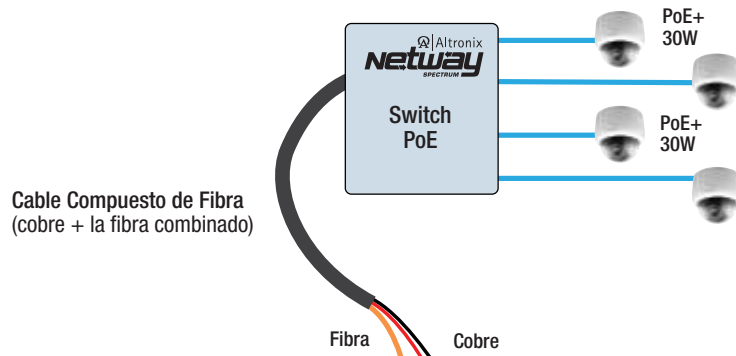 PoE+
30W
Altronix
Netway
SPECTRUM
Switch
PoE
PoE+
30W
Cable Compuesto de Fibra
(cobre + la fibra combinado)
Fibra
Cobre